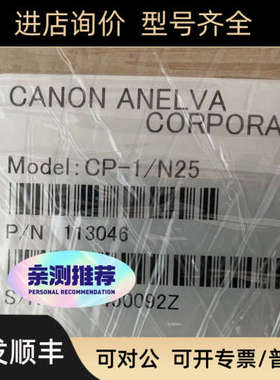 进店询价 型号齐全
CANON ANELVA
CORPORA
Model:CP-1/N25
P/N 113046
亲测推荐
PERSONAL RECOMMENDATION
S/
00092Z
发顺丰
可对公 可开专票/普